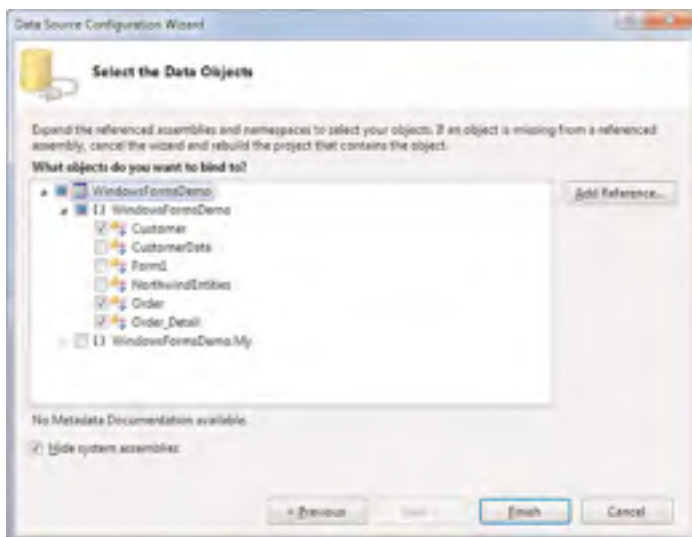 Data Source Configuration Wizard
Select the Data Objects
Expand the referenced assemblies and namespaces to select your objects. If an object is missing from a referenced
assembly, cancel the wizard and rebuild the project that contains the object.
What objects do you want to bind to?
WindowsFormsDemo
Add Reference...
{} WindowsFormsDemo
Customer
CustomerData
Form1
NorthwindEntities
Order
Order_Detail
{} WindowsFormsDemo.My
No Metadata Documentation available.
Hide system assemblies
< Previous
Finish
Cancel